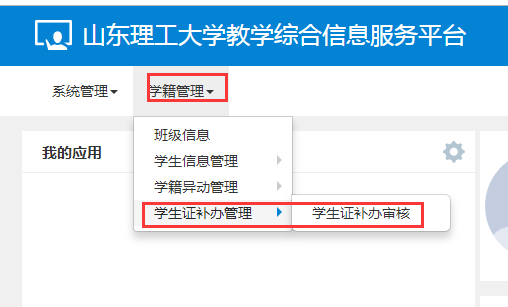 山东理工大学教学综合信息服务平台
系统管理 学籍管理
班级信息
我的应用
学生信息管理
学籍异动管理
学生证补办管理 学生证补办审核